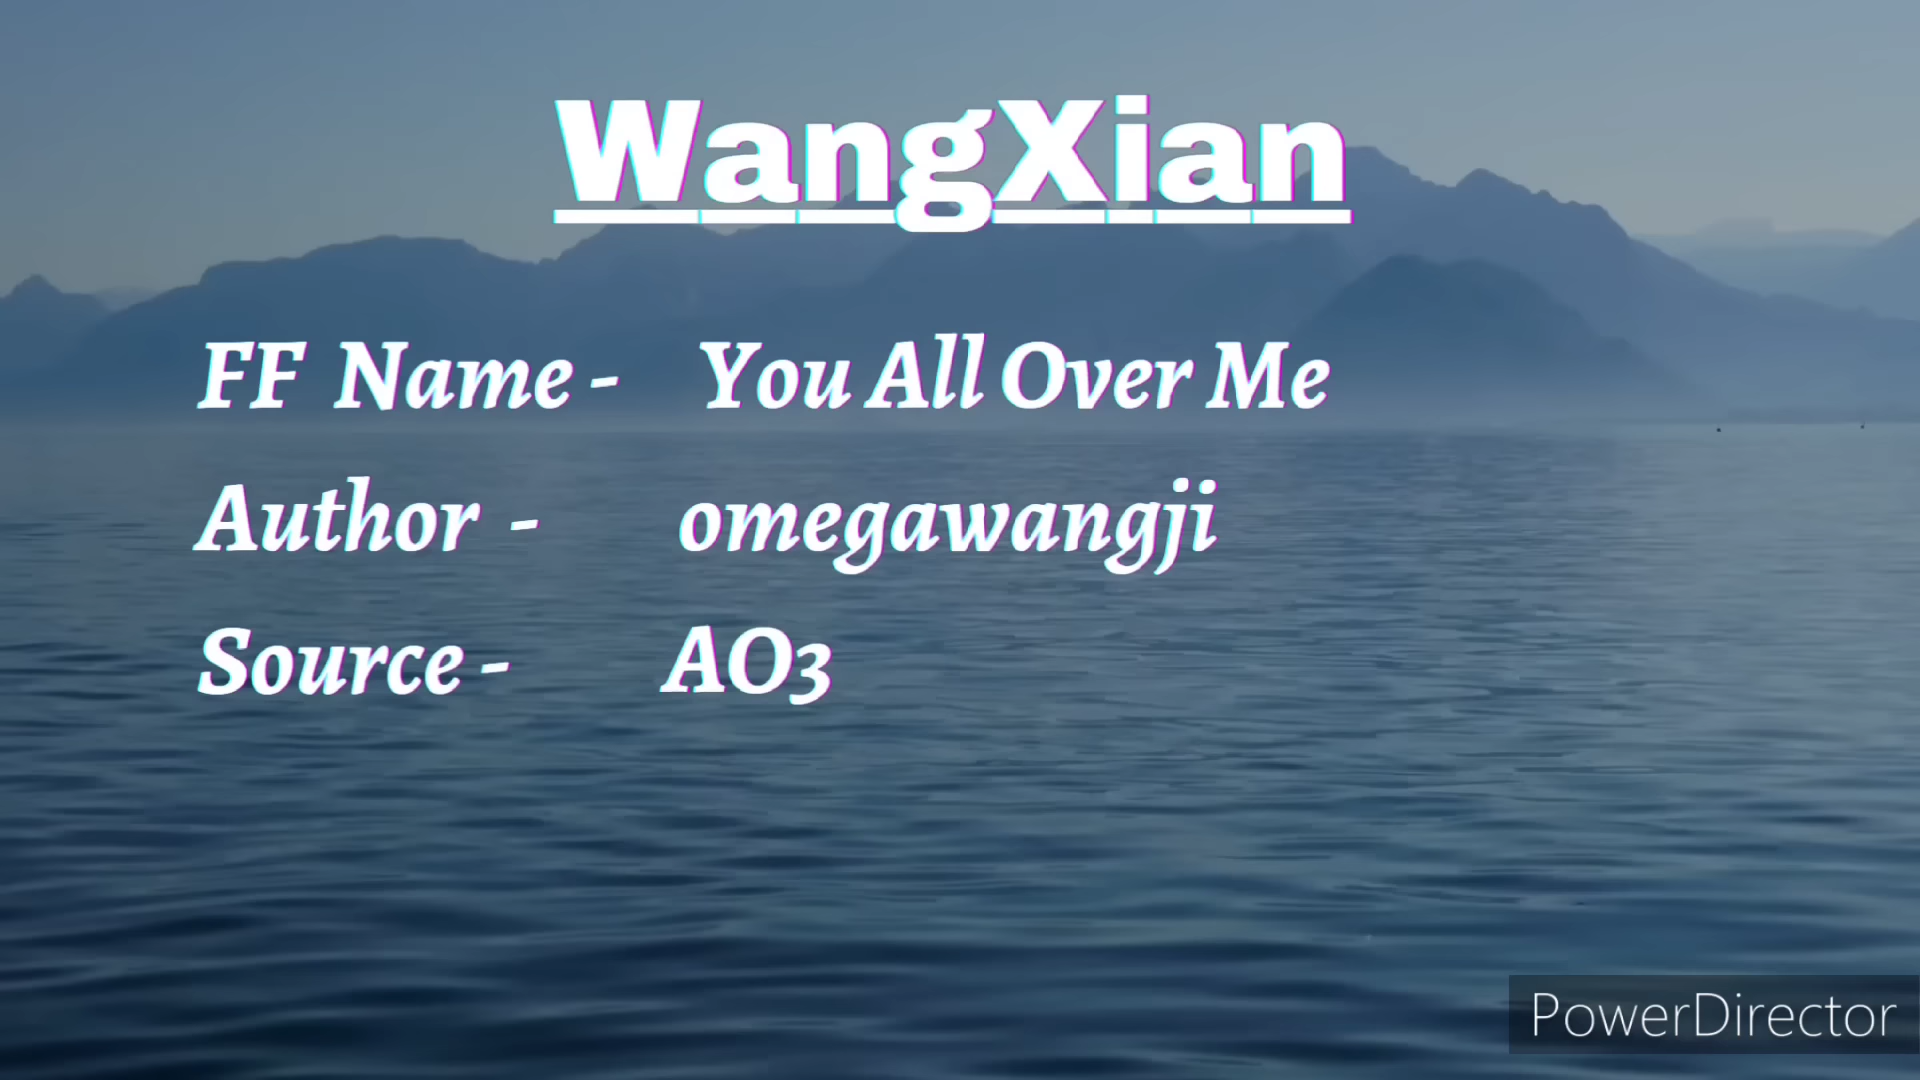 WangXian
FF Name - You All Over Me
Author - omegawangji
Source - AO3
PowerDirector